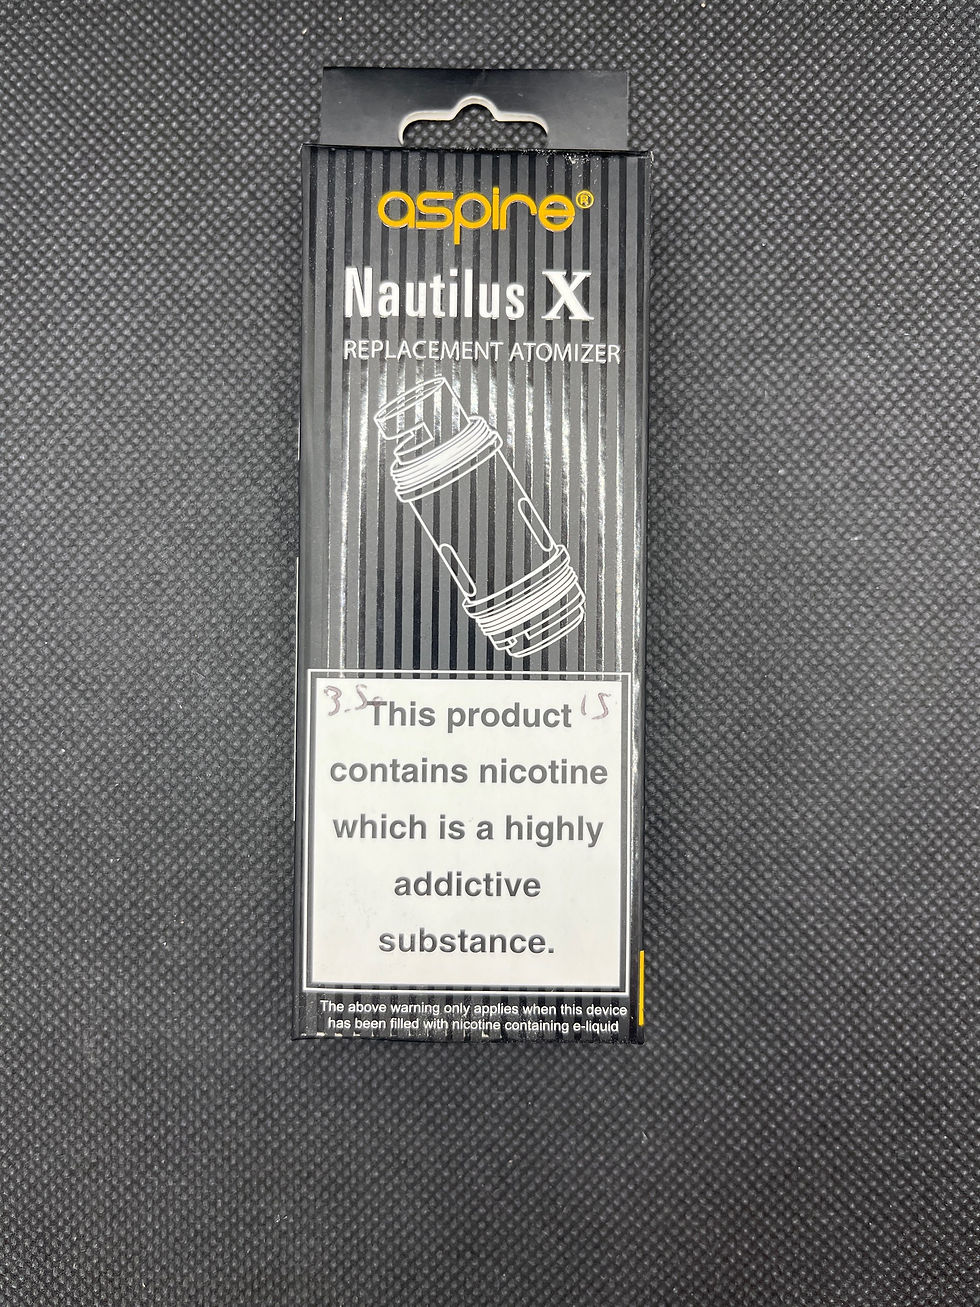 aspire®
Nautilus X
REPLACEMENT ATOMIZER
3.50 15
This product
contains nicotine
which is a highly
addictive
substance.
The above warning only applies when this device
has been filled with nicotine containing e-liquid